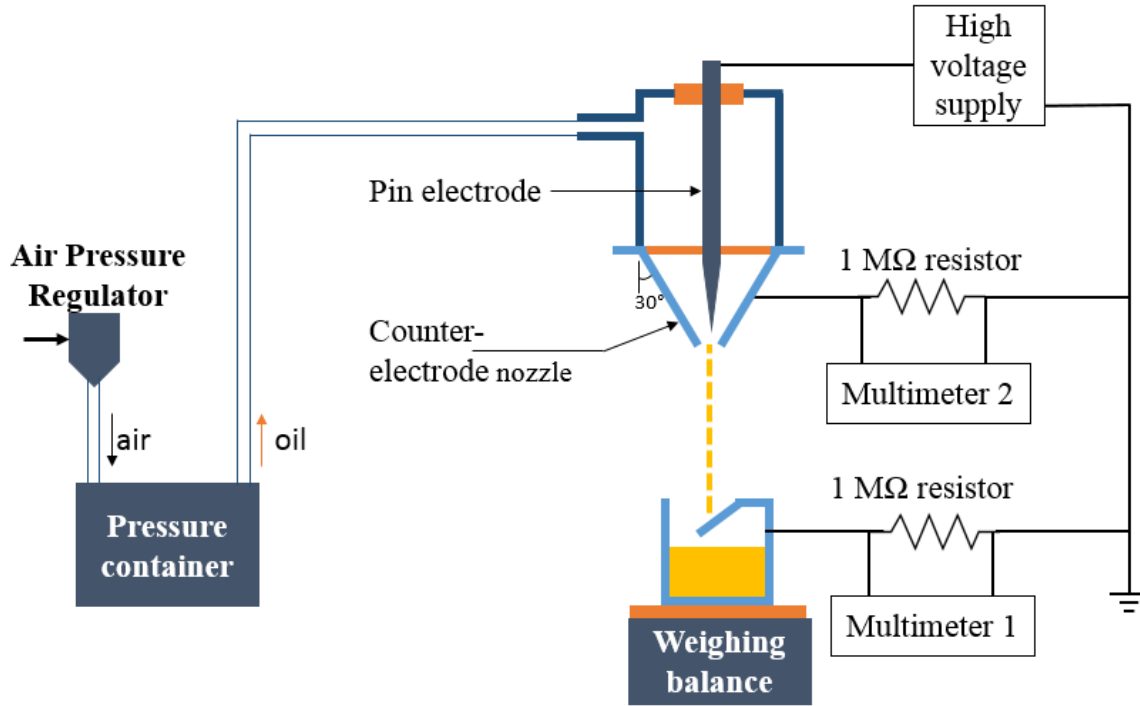 High
voltage
supply
Pin electrode
Air Pressure
Regulator
1 MΩ resistor
30°
Counter-
electrode nozzle
Multimeter 2
air
oil
1 MΩ resistor
Pressure
container
Multimeter 1
Weighing
balance